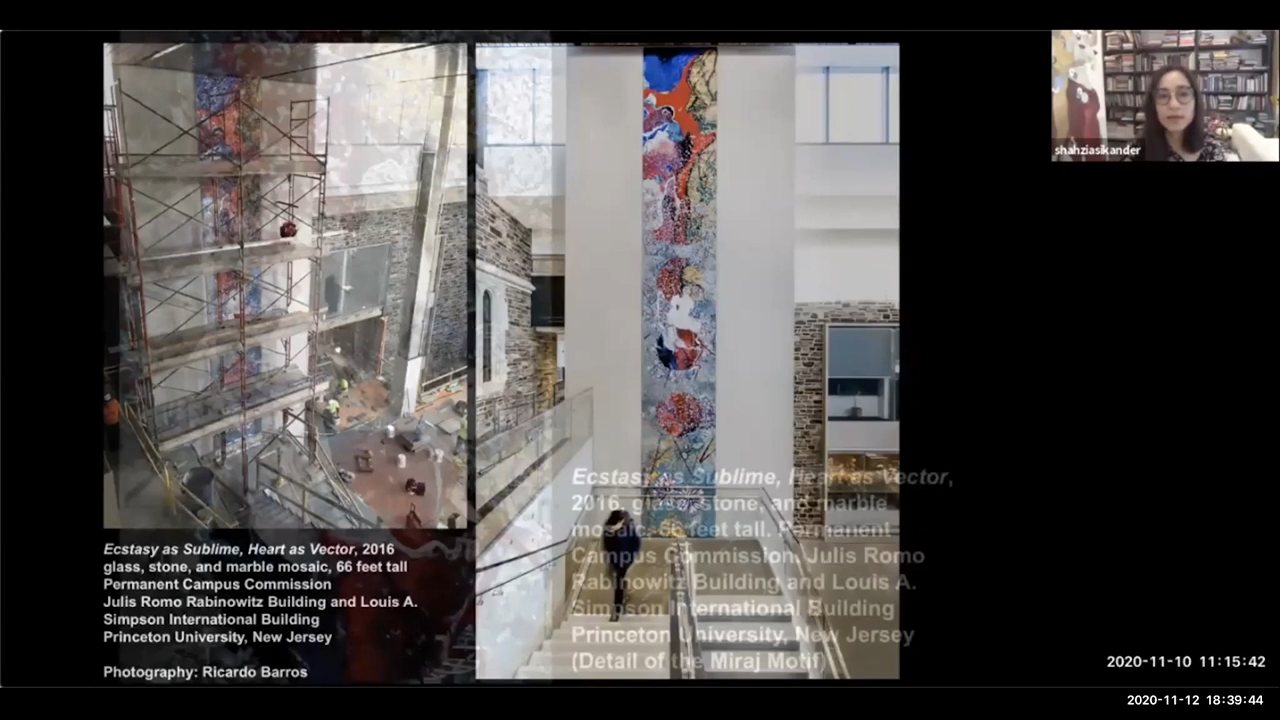 shahziasikander
Ecstasy as Sublime, Heart as Vector,
2016, glass, stone, and marble
mosaic, 66 feet tall. Permanent
Campus Commission, Julis Romo
Rabinowitz Building and Louis A.
Simpson International Building
Princeton University, New Jersey
(Detail of the Miraj Motif)
Ecstasy as Sublime, Heart as Vector, 2016
glass, stone, and marble mosaic, 66 feet tall
Permanent Campus Commission
Julis Romo Rabinowitz Building and Louis A.
Simpson International Building
Princeton University, New Jersey
Photography: Ricardo Barros
2020-11-10 11:15:42
2020-11-12 18:39:44